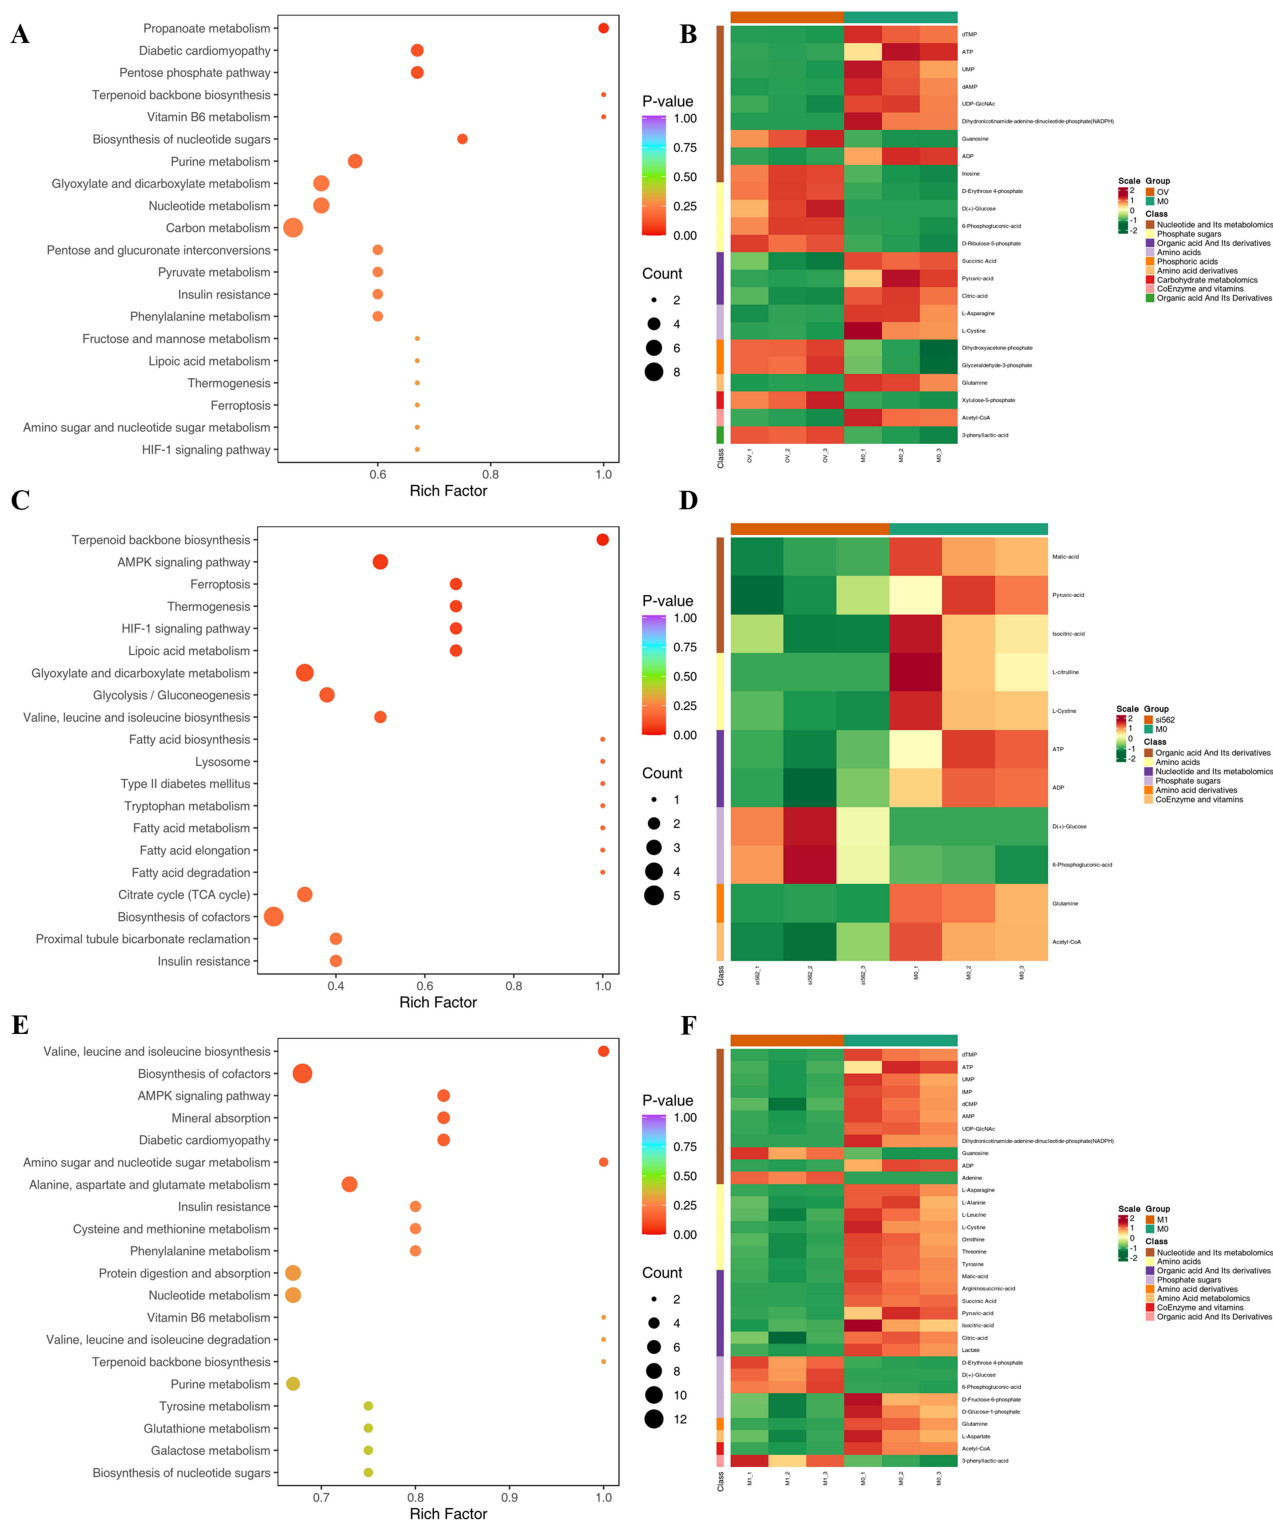 A
Propanoate metabolism
Diabetic cardiomyopathy
Pentose phosphate pathway
Terpenoid backbone biosynthesis
Vitamin B6 metabolism
Biosynthesis of nucleotide sugars
Purine metabolism
Glyoxylate and dicarboxylate metabolism
Nucleotide metabolism
Carbon metabolism
Pentose and glucuronate interconversions
Pyruvate metabolism
Insulin resistance
Phenylalanine metabolism
Fructose and mannose metabolism
Lipoic acid metabolism
Thermogenesis
Ferroptosis
Amino sugar and nucleotide sugar metabolism
HIF-1 signaling pathway
0.6
0.8
1.0
Rich Factor
P-value
1.00
0.75
0.50
0.25
0.00
Count
2
4
6
8
B
dTMP
ATP
UMP
dAMP
UDP-GlcNAc
Dihydronicotinamide-adenine-dinucleotide-phosphate(NADPH)
Guanosine
ADP
Inosine
D-Erythrose 4-phosphate
D(+)-Glucose
6-Phosphogluconic-acid
D-Ribulose-5-phosphate
Succinic Acid
Pyruvic-acid
Citric-acid
L-Asparagine
L-Cystine
Dihydroxyacetone-phosphate
Glyceraldehyde-3-phosphate
Glutamine
Xylulose-5-phosphate
Acetyl-CoA
3-phenyllactic-acid
Class
OV_1
OV_2
OV_3
M0_1
M0_2
M0_3
Scale
2
1
0
-1
-2
Group
OV
M0
Class
Nucleotide and Its metabolomics
Phosphate sugars
Organic acid And Its derivatives
Amino acids
Phosphoric acids
Amino acid derivatives
Carbohydrate metabolomics
CoEnzyme and vitamins
Organic acid And Its Derivatives
C
Terpenoid backbone biosynthesis
AMPK signaling pathway
Ferroptosis
Thermogenesis
HIF-1 signaling pathway
Lipoic acid metabolism
Glyoxylate and dicarboxylate metabolism
Glycolysis / Gluconeogenesis
Valine, leucine and isoleucine biosynthesis
Fatty acid biosynthesis
Lysosome
Type II diabetes mellitus
Tryptophan metabolism
Fatty acid metabolism
Fatty acid elongation
Fatty acid degradation
Citrate cycle (TCA cycle)
Biosynthesis of cofactors
Proximal tubule bicarbonate reclamation
Insulin resistance
0.4
0.6
0.8
1.0
Rich Factor
P-value
1.00
0.75
0.50
0.25
0.00
Count
1
2
3
4
5
D
Malic-acid
Pyruvic-acid
Isocitric-acid
L-citrulline
L-Cystine
ATP
ADP
D(+)-Glucose
6-Phosphogluconic-acid
Glutamine
Acetyl-CoA
Class
si562_1
si562_2
si562_3
M0_1
M0_2
M0_3
Scale
2
1
0
-1
-2
Group
si562
M0
Class
Organic acid And Its derivatives
Amino acids
Nucleotide and Its metabolomics
Phosphate sugars
Amino acid derivatives
CoEnzyme and vitamins
E
Valine, leucine and isoleucine biosynthesis
Biosynthesis of cofactors
AMPK signaling pathway
Mineral absorption
Diabetic cardiomyopathy
Amino sugar and nucleotide sugar metabolism
Alanine, aspartate and glutamate metabolism
Insulin resistance
Cysteine and methionine metabolism
Phenylalanine metabolism
Protein digestion and absorption
Nucleotide metabolism
Vitamin B6 metabolism
Valine, leucine and isoleucine degradation
Terpenoid backbone biosynthesis
Purine metabolism
Tyrosine metabolism
Glutathione metabolism
Galactose metabolism
Biosynthesis of nucleotide sugars
0.7
0.8
0.9
1.0
Rich Factor
P-value
1.00
0.75
0.50
0.25
0.00
Count
2
4
6
8
10
12
F
dTMP
ATP
UMP
IMP
dCMP
AMP
UDP-GlcNAc
Dihydronicotinamide-adenine-dinucleotide-phosphate(NADPH)
Guanosine
ADP
Adenine
L-Asparagine
L-Alanine
L-Leucine
L-Cystine
Ornithine
Threonine
Tyrosine
Malic-acid
Argininosuccinic-acid
Succinic Acid
Pyruvic-acid
Isocitric-acid
Citric-acid
Lactate
D-Erythrose 4-phosphate
D(+)-Glucose
6-Phosphogluconic-acid
D-Fructose-6-phosphate
D-Glucose-1-phosphate
Glutamine
L-Aspartate
Acetyl-CoA
3-phenyllactic-acid
Class
M1_1
M1_2
M1_3
M0_1
M0_2
M0_3
Scale
2
1
0
-1
-2
Group
M1
M0
Class
Nucleotide and Its metabolomics
Amino acids
Organic acid And Its derivatives
Phosphate sugars
Amino acid derivatives
Amino Acid metabolomics
CoEnzyme and vitamins
Organic acid And Its Derivatives